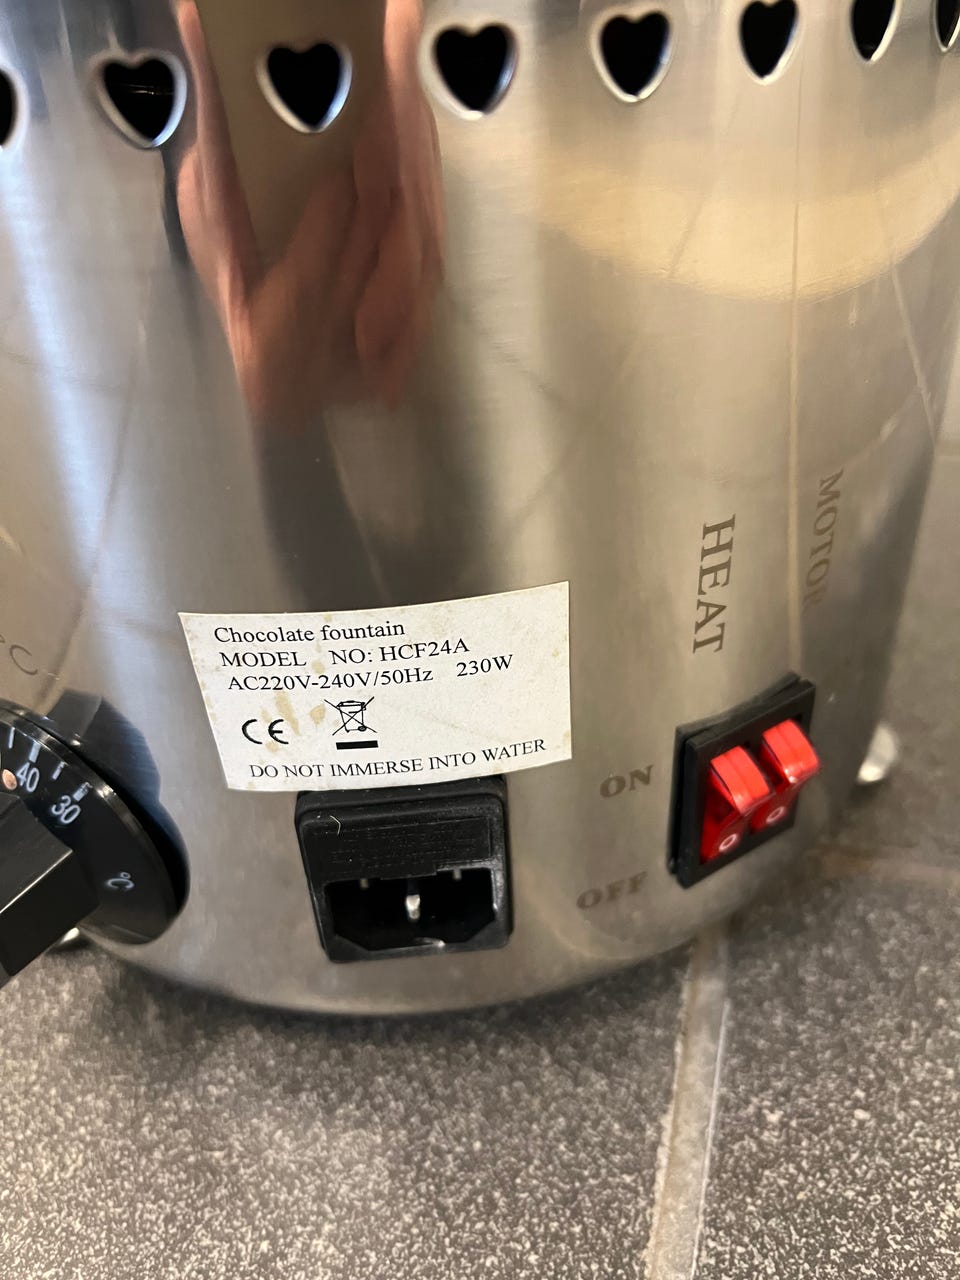 MOTOR
HEAT
°C
Chocolate fountain
MODEL NO: HCF24A
AC220V-240V/50Hz 230W
CE
DO NOT IMMERSE INTO WATER
40
30
°C
ON
OFF